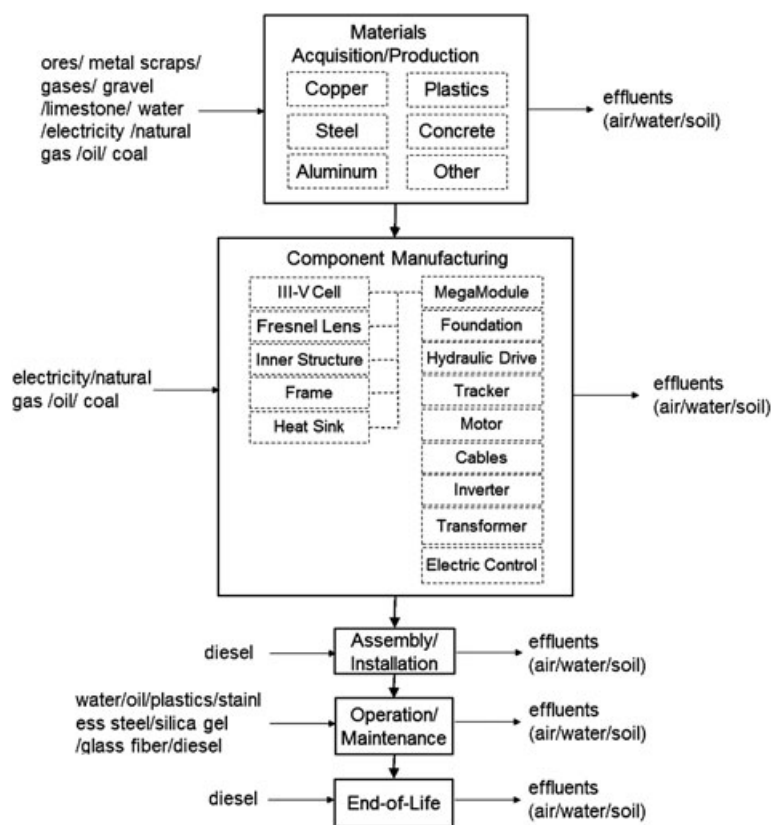 Materials
Acquisition/Production
ores/ metal scraps/
gases/ gravel
/limestone/ water
/electricity /natural
gas /oil/ coal
Copper
Plastics
Steel
Concrete
Aluminum
Other
effluents
(air/water/soil)
Component Manufacturing
electricity/natural
gas /oil/ coal
III-V Cell
Fresnel Lens
Inner Structure
Frame
Heat Sink
MegaModule
Foundation
Hydraulic Drive
Tracker
Motor
Cables
Inverter
Transformer
Electric Control
effluents
(air/water/soil)
diesel
Assembly/
Installation
effluents
(air/water/soil)
water/oil/plastics/stainl
ess steel/silica gel
/glass fiber/diesel
Operation/
Maintenance
effluents
(air/water/soil)
diesel
End-of-Life
effluents
(air/water/soil)